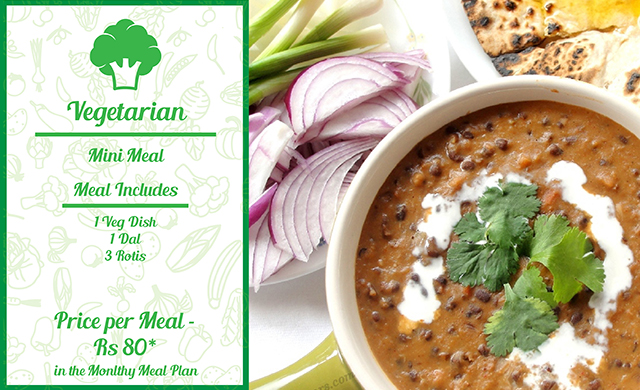 Vegetarian
Mini Meal
Meal Includes
1 Veg Dish
1 Dal
3 Rotis
Price per Meal -
Rs 80*
in the Monlthy Meal Plan